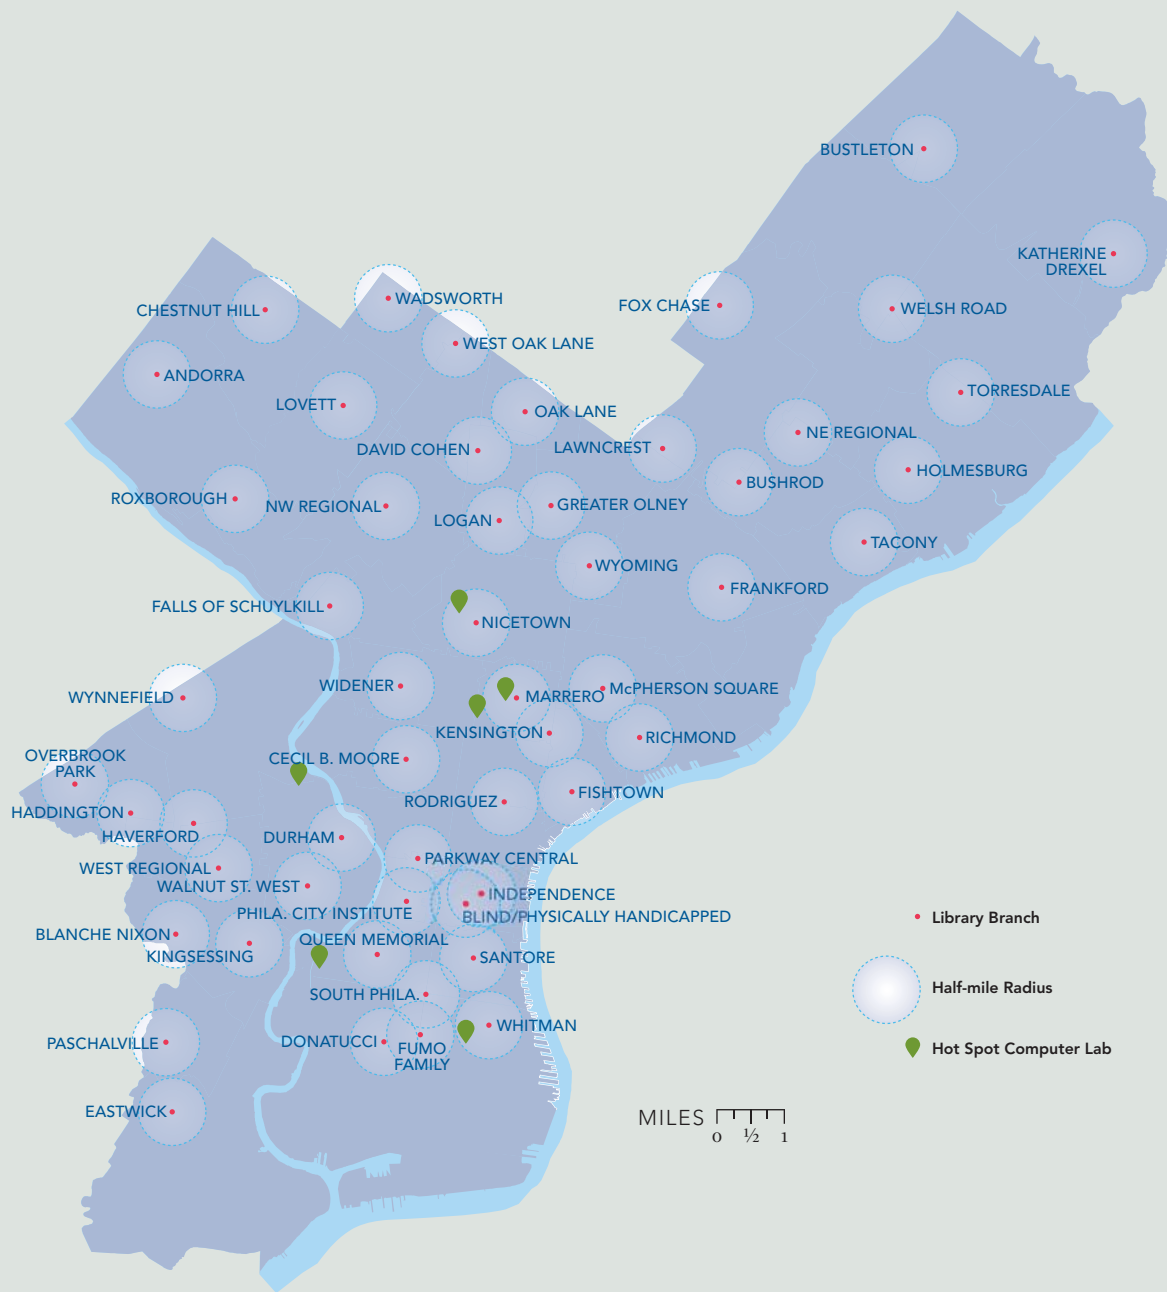 BUSTLETON
KATHERINE
DREXEL
WADSWORTH
FOX CHASE
CHESTNUT HILL
WELSH ROAD
WEST OAK LANE
ANDORRA
TORRESDALE
LOVETT
OAK LANE
NE REGIONAL
DAVID COHEN
LAWNCREST
HOLMESBURG
BUSHROD
ROXBOROUGH
NW REGIONAL
GREATER OLNEY
LOGAN
TACONY
WYOMING
FRANKFORD
FALLS OF SCHUYLKILL
NICETOWN
WIDENER
McPHERSON SQUARE
WYNNEFIELD
MARRERO
KENSINGTON
RICHMOND
OVERBROOK
PARK
CECIL B. MOORE
FISHTOWN
RODRIGUEZ
HADDINGTON
HAVERFORD
DURHAM
PARKWAY CENTRAL
WEST REGIONAL
WALNUT ST. WEST
INDEPENDENCE
PHILA. CITY INSTITUTE
BLIND/PHYSICALLY HANDICAPPED
Library Branch
BLANCHE NIXON
QUEEN MEMORIAL
KINGSESSING
SANTORE
Half-mile Radius
SOUTH PHILA.
WHITMAN
PASCHALVILLE
DONATUCCI
FUMO
FAMILY
Hot Spot Computer Lab
EASTWICK
MILES
0 ½ 1